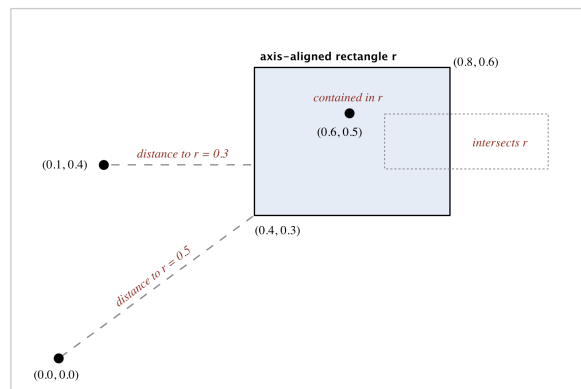 axis-aligned rectangle r
(0.8, 0.6)
contained in r
(0.6, 0.5)
intersects r
distance to r = 0.3
(0.1, 0.4)
(0.4, 0.3)
distance to r = 0.5
(0.0, 0.0)